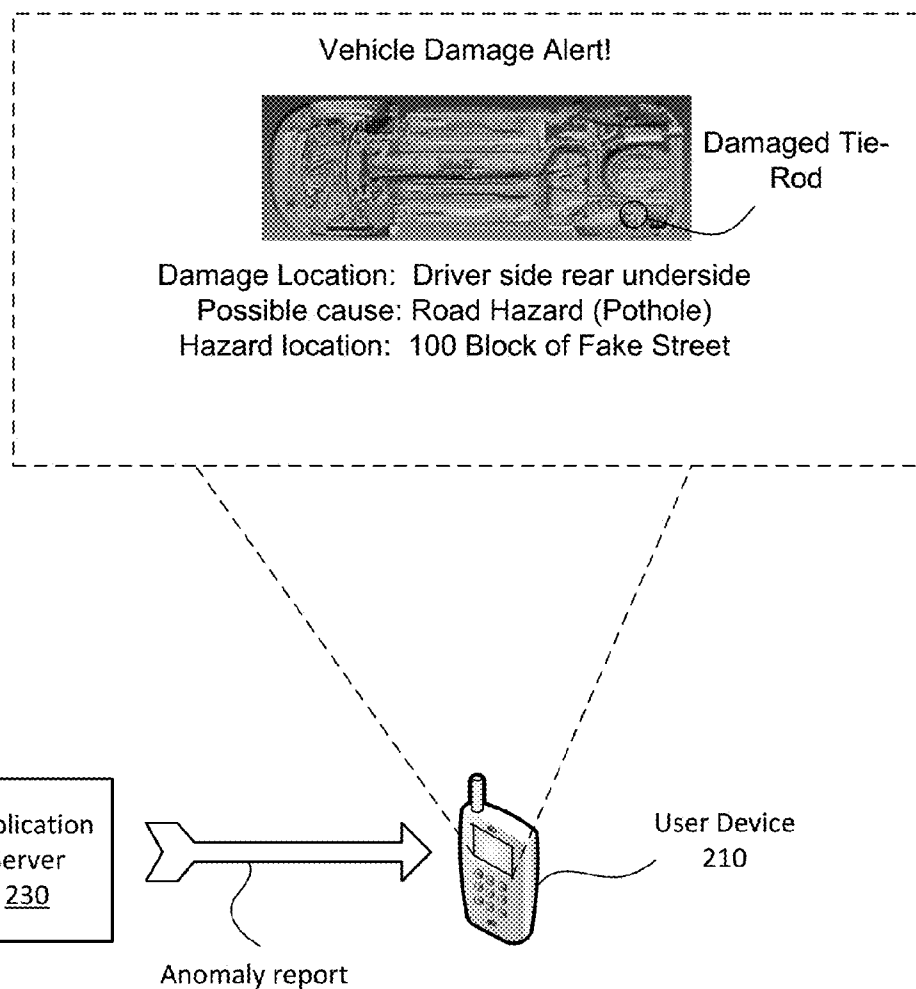 Vehicle Damage Alert!
Damaged Tie-
Rod
Damage Location: Driver side rear underside
Possible cause: Road Hazard (Pothole)
Hazard location: 100 Block of Fake Street
230
User Device
210
Anomaly report